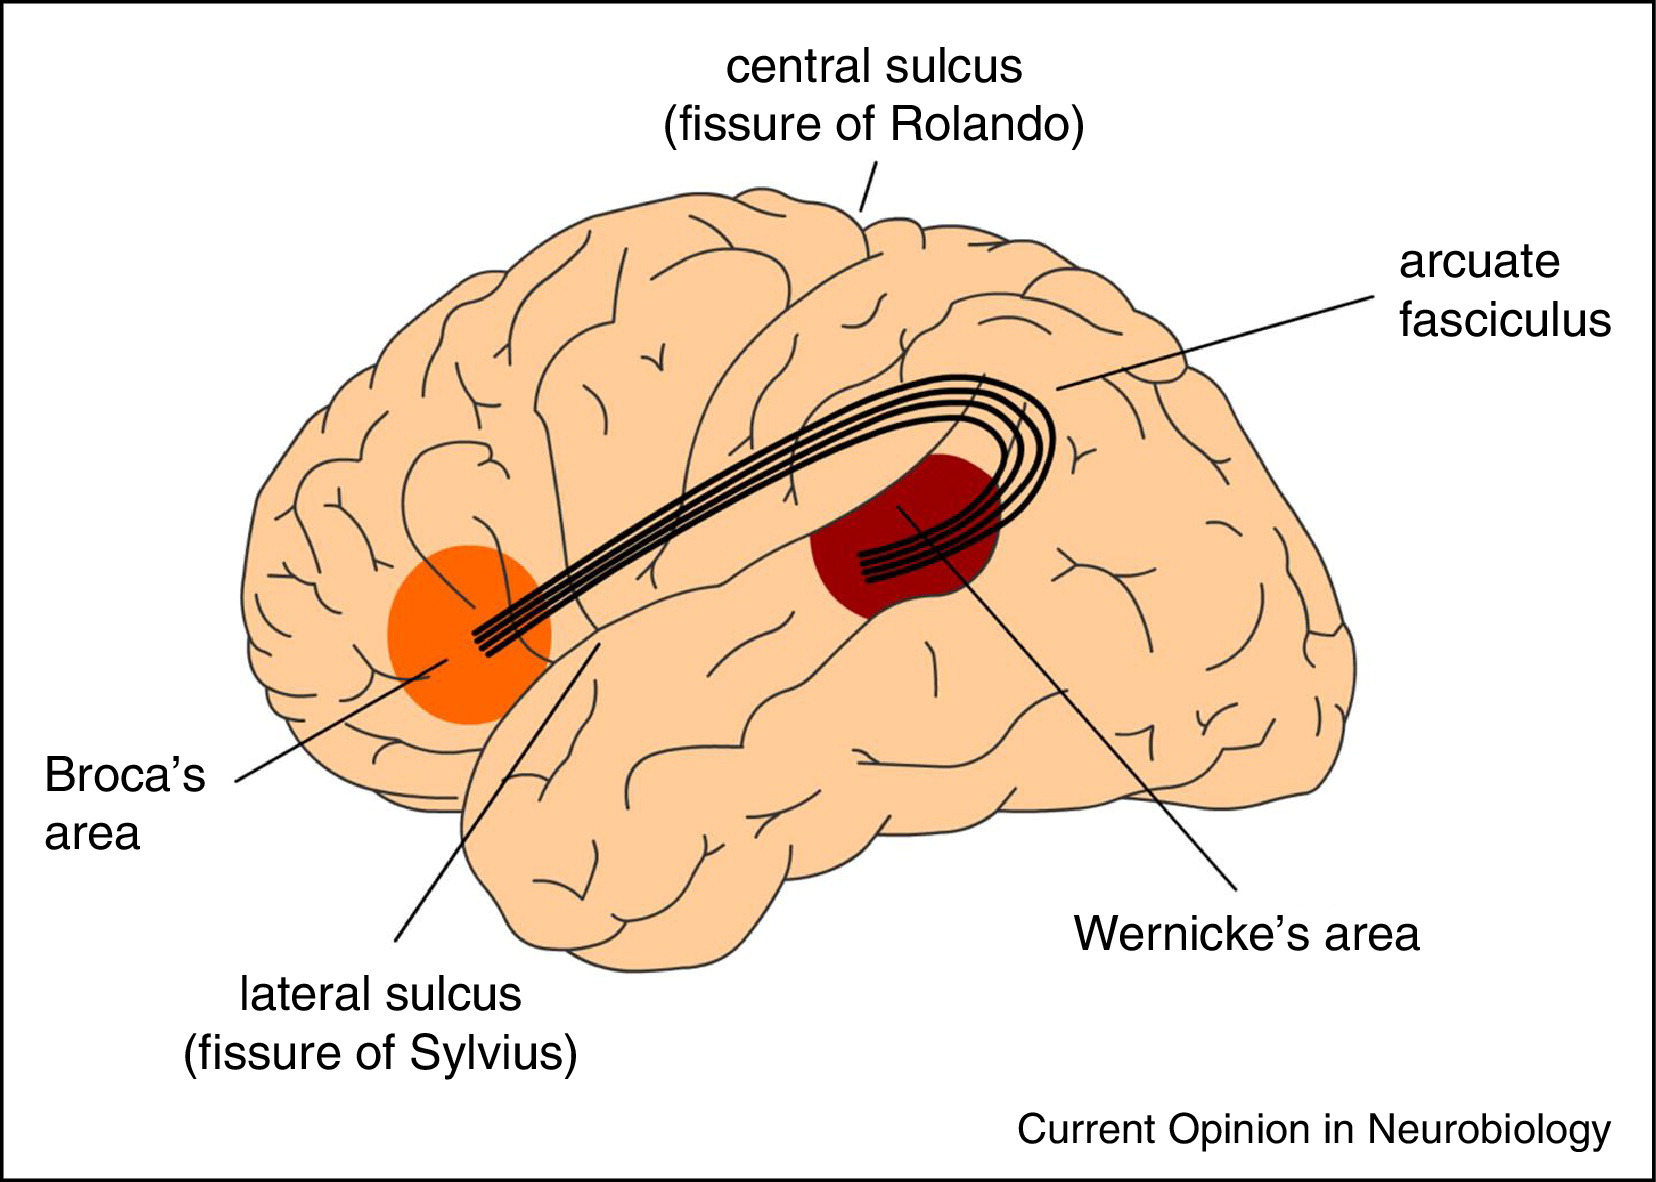 central sulcus
(fissure of Rolando)
arcuate
fasciculus
Broca’s
area
Wernicke’s area
lateral sulcus
(fissure of Sylvius)
Current Opinion in Neurobiology